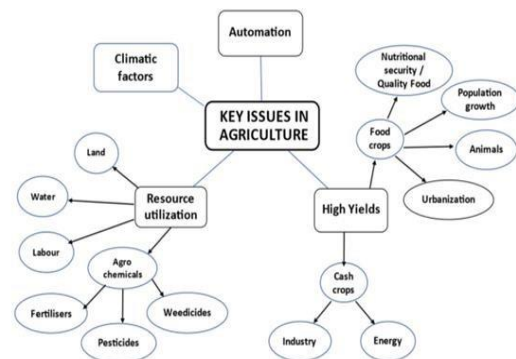 Automation
Climatic
factors
KEY ISSUES IN
AGRICULTURE
Nutritional
security /
Quality Food
Population
growth
Food
crops
Animals
Urbanization
Land
Water
Labour
Resource
utilization
High Yields
Agro
chemicals
Fertilisers
Pesticides
Weedicides
Cash
crops
Industry
Energy